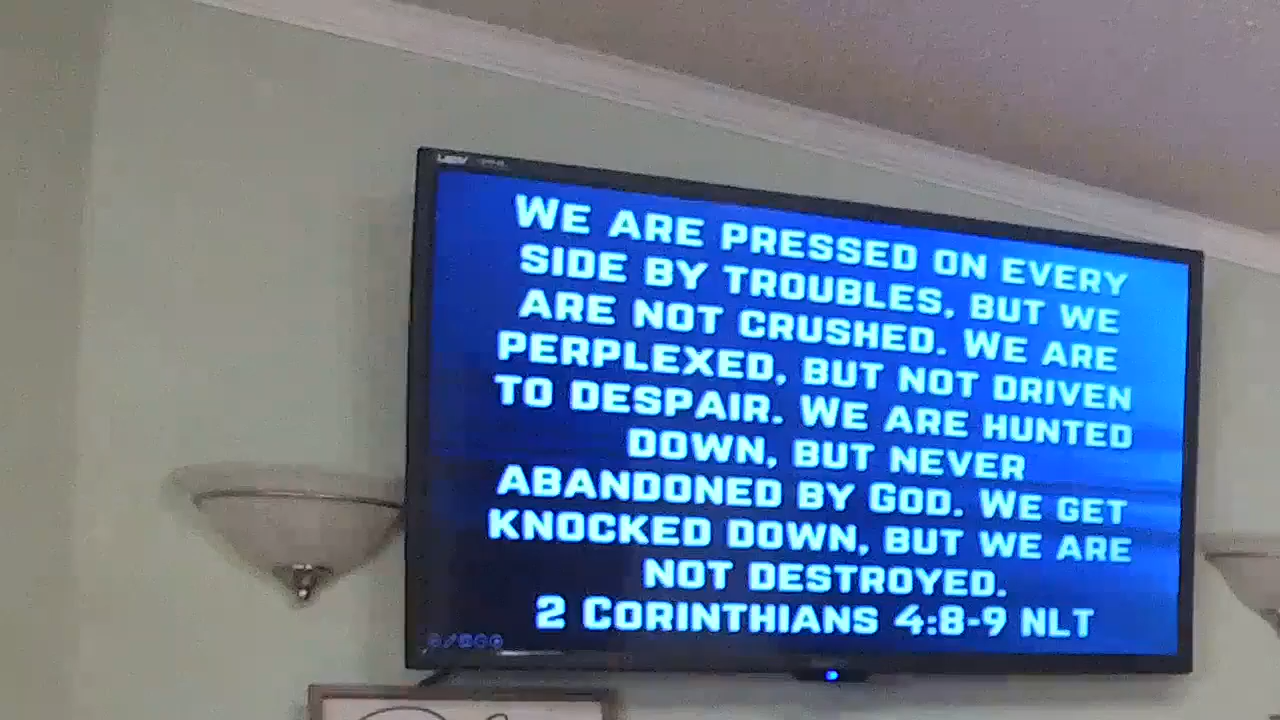 WE ARE PRESSED ON EVERY
SIDE BY TROUBLES, BUT WE
ARE NOT CRUSHED. WE ARE
PERPLEXED, BUT NOT DRIVEN
TO DESPAIR. WE ARE HUNTED
DOWN, BUT NEVER
ABANDONED BY GOD. WE GET
KNOCKED DOWN, BUT WE ARE
NOT DESTROYED.
2 CORINTHIANS 4:8-9 NLT